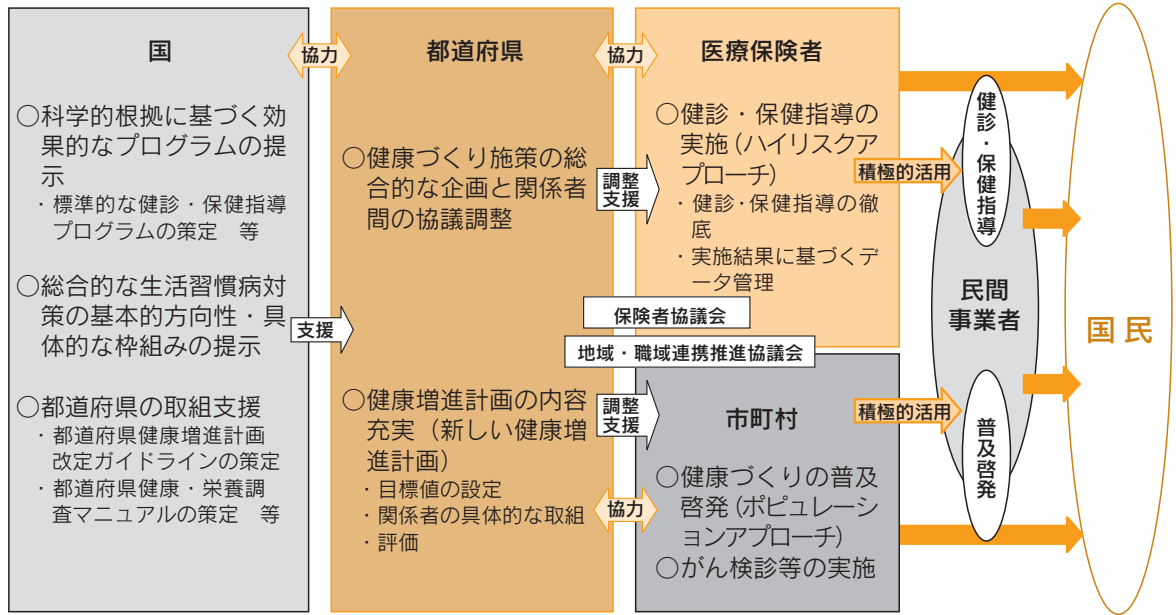 国
協力
都道府県
協力
医療保険者
○科学的根拠に基づく効
果的なプログラムの提
示
・標準的な健診・保健指導
プログラムの策定　等
○総合的な生活習慣病対
策の基本的方向性・具
体的な枠組みの提示
○都道府県の取組支援
・都道府県健康増進計画
改定ガイドラインの策定
・都道府県健康・栄養調
査マニュアルの策定　等
支援
○健康づくり施策の総
合的な企画と関係者
間の協議調整
○健康増進計画の内容
充実（新しい健康増
進計画）
・目標値の設定
・関係者の具体的な取組
・評価
調整
支援
保険者協議会
地域・職域連携推進協議会
調整
支援
協力
○健診・保健指導の
実施（ハイリスクア
プローチ）
・健診・保健指導の徹
底
・実施結果に基づくデ
ータ管理
市町村
○健康づくりの普及
啓発（ポピュレーシ
ョンアプローチ）
○がん検診等の実施
積極的活用
積極的活用
健診・保健指導
民間
事業者
普及啓発
国民